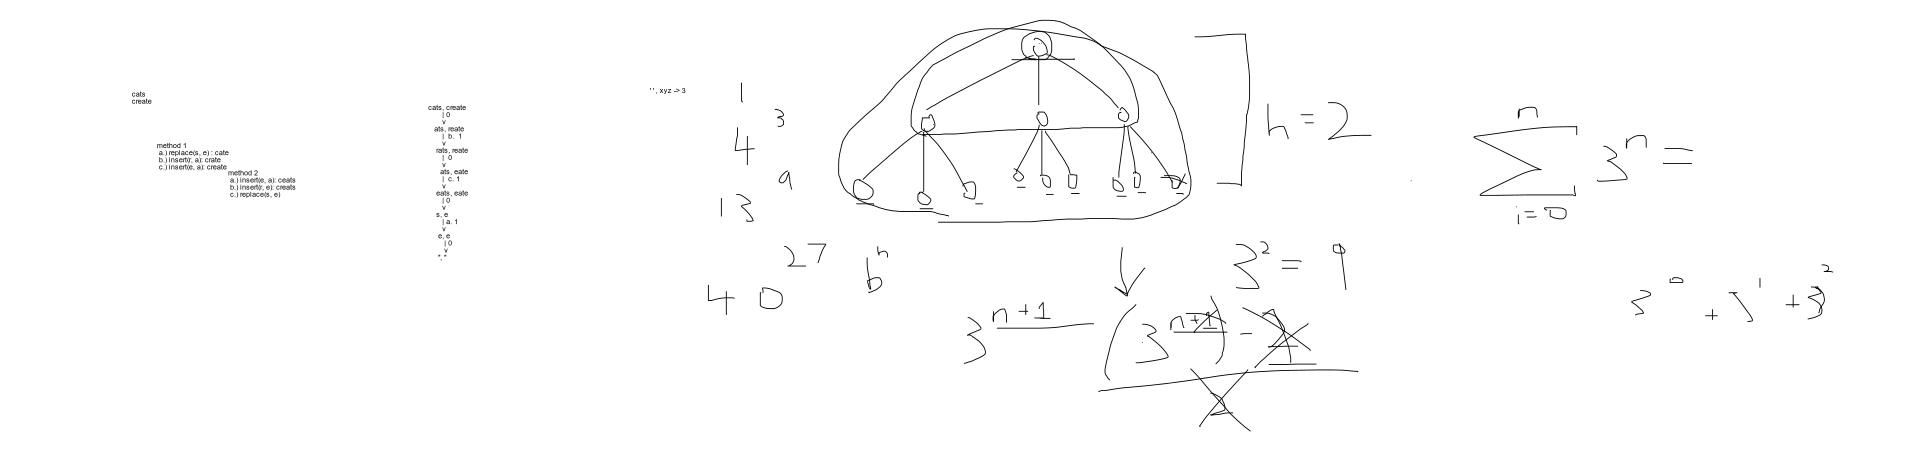 cats
create
method 1
a.) replace(s, e) : cate
b.) insert(r, a): crate
c.) insert(e, a): create
method 2
a.) insert(e, a): ceats
b.) insert(r, e): creats
c.) replace(s, e)
cats, create
| 0
v
ats, reate
| b. 1
v
rats, reate
| 0
v
ats, eate
| c. 1
v
eats, eate
| 0
v
s, e
| a. 1
v
e, e
| 0
v
'', xyz -> 3
1
3
4
9
13
27
40
b^n
h = 2
3^2 = 9
3^{n+1}
(3^{n+1}) - 1
2
n
∑ 3^n =
i=0
3^0 + 3^1 + 3^2